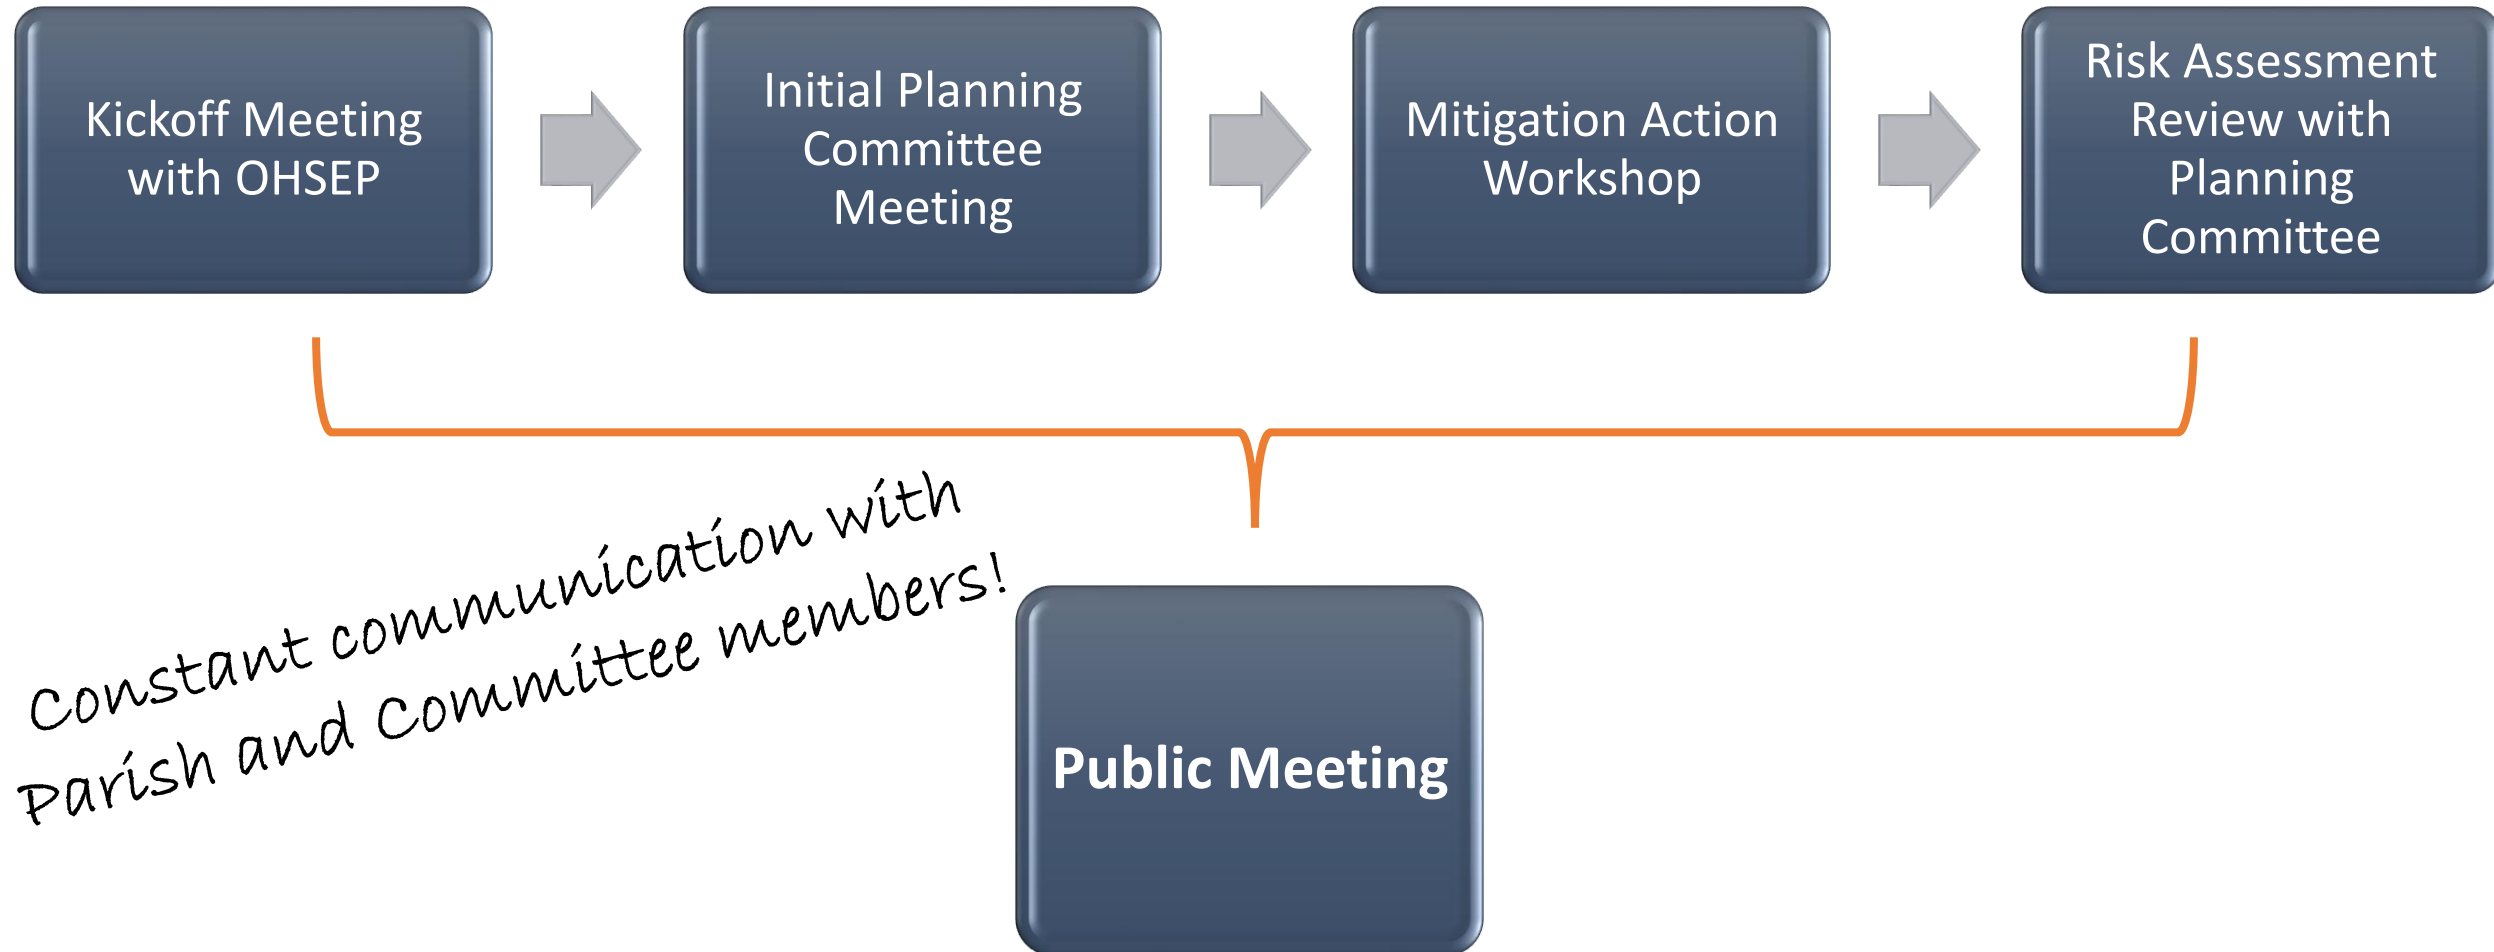 Kickoff Meeting
with OHSEP
Initial Planning
Committee
Meeting
Mitigation Action
Workshop
Risk Assessment
Review with
Planning
Committee
Constant communication with
Parish and Committee members!
Public Meeting